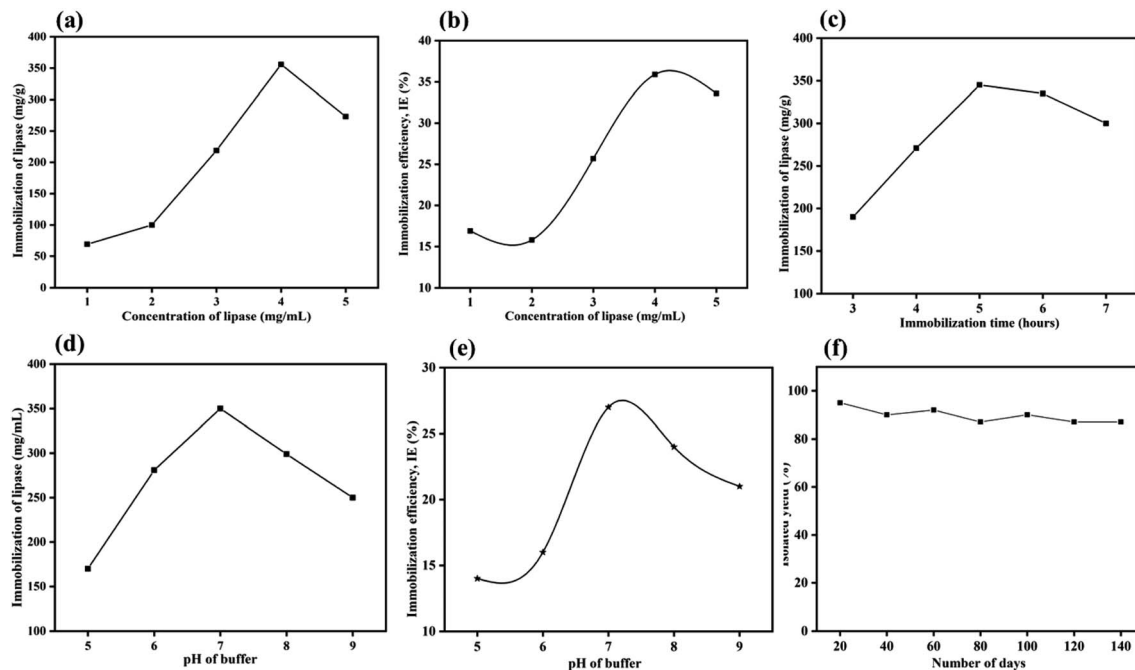 (a)
400
350
300
250
200
150
100
50
0
Immobilization of lipase (mg/g)
1 2 3 4 5
Concentration of lipase (mg/mL)
(b)
40
35
30
25
20
15
10
Immobilization efficiency, IE (%)
1 2 3 4 5
Concentration of lipase (mg/mL)
(c)
400
350
300
250
200
150
100
Immobilization of lipase (mg/g)
3 4 5 6 7
Immobilization time (hours)
(d)
400
350
300
250
200
150
100
Immobilization of lipase (mg/mL)
5 6 7 8 9
pH of buffer
(e)
30
25
20
15
10
Immobilization efficiency, IE (%)
5 6 7 8 9
pH of buffer
(f)
100
80
60
40
20
0
Isolated yield (%)
20 40 60 80 100 120 140
Number of days